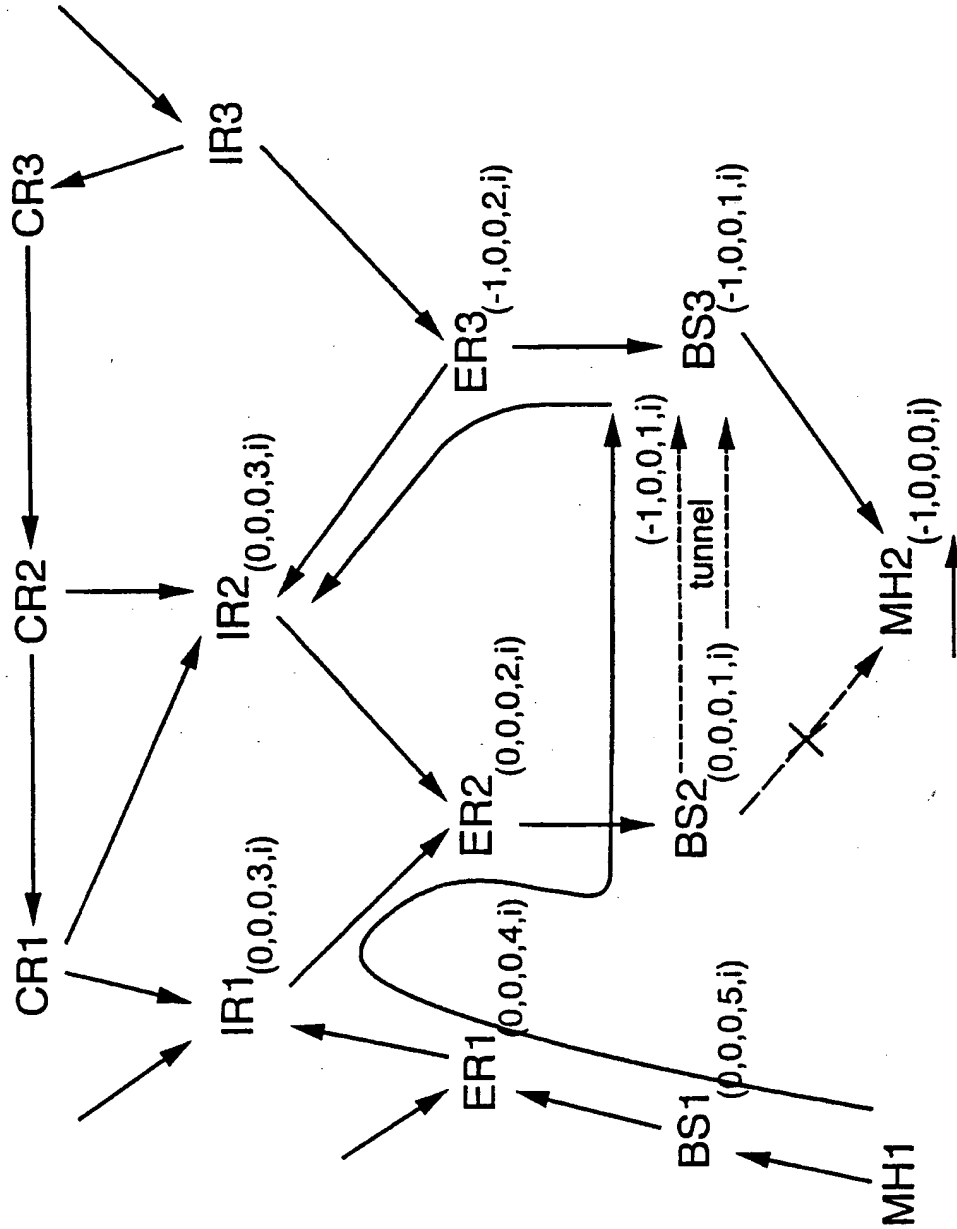 CR1
CR2
CR3
IR1(0,0,0,3,i)
IR2(0,0,0,3,i)
IR3
ER1(0,0,0,4,i)
ER2(0,0,0,2,i)
ER3(-1,0,0,2,i)
(-1,0,0,1,i)
BS1(0,0,0,5,i)
BS2(0,0,0,1,i)
tunnel
BS3(-1,0,0,1,i)
MH1
MH2(-1,0,0,0,i)